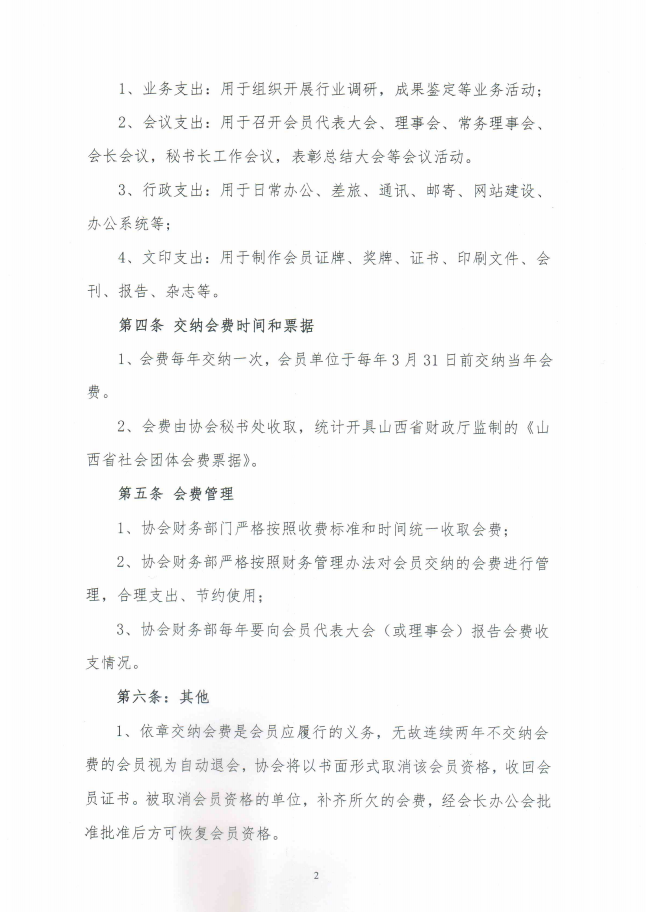 1、业务支出：用于组织开展行业调研，成果鉴定等业务活动；
2、会议支出：用于召开会员代表大会、理事会、常务理事会、
会长会议，秘书长工作会议，表彰总结大会等会议活动。
3、行政支出：用于日常办公、差旅、通讯、邮寄、网站建设、
办公系统等；
4、文印支出：用于制作会员证牌、奖牌、证书、印刷文件、会
刊、报告、杂志等。
第四条 交纳会费时间和票据
1、会费每年交纳一次，会员单位于每年3月31日前交纳当年会
费。
2、会费由协会秘书处收取，统计开具山西省财政厅监制的《山
西省社会团体会费票据》。
第五条 会费管理
1、协会财务部门严格按照收费标准和时间统一收取会费；
2、协会财务部严格按照财务管理办法对会员交纳的会费进行管
理，合理支出、节约使用；
3、协会财务部每年要向会员代表大会（或理事会）报告会费收
支情况。
第六条：其他
1、依章交纳会费是会员应履行的义务，无故连续两年不交纳会
费的会员视为自动退会，协会将以书面形式取消该会员资格，收回会
员证书。被取消会员资格的单位，补齐所欠的会费，经会长办公会批
准批准后方可恢复会员资格。
2